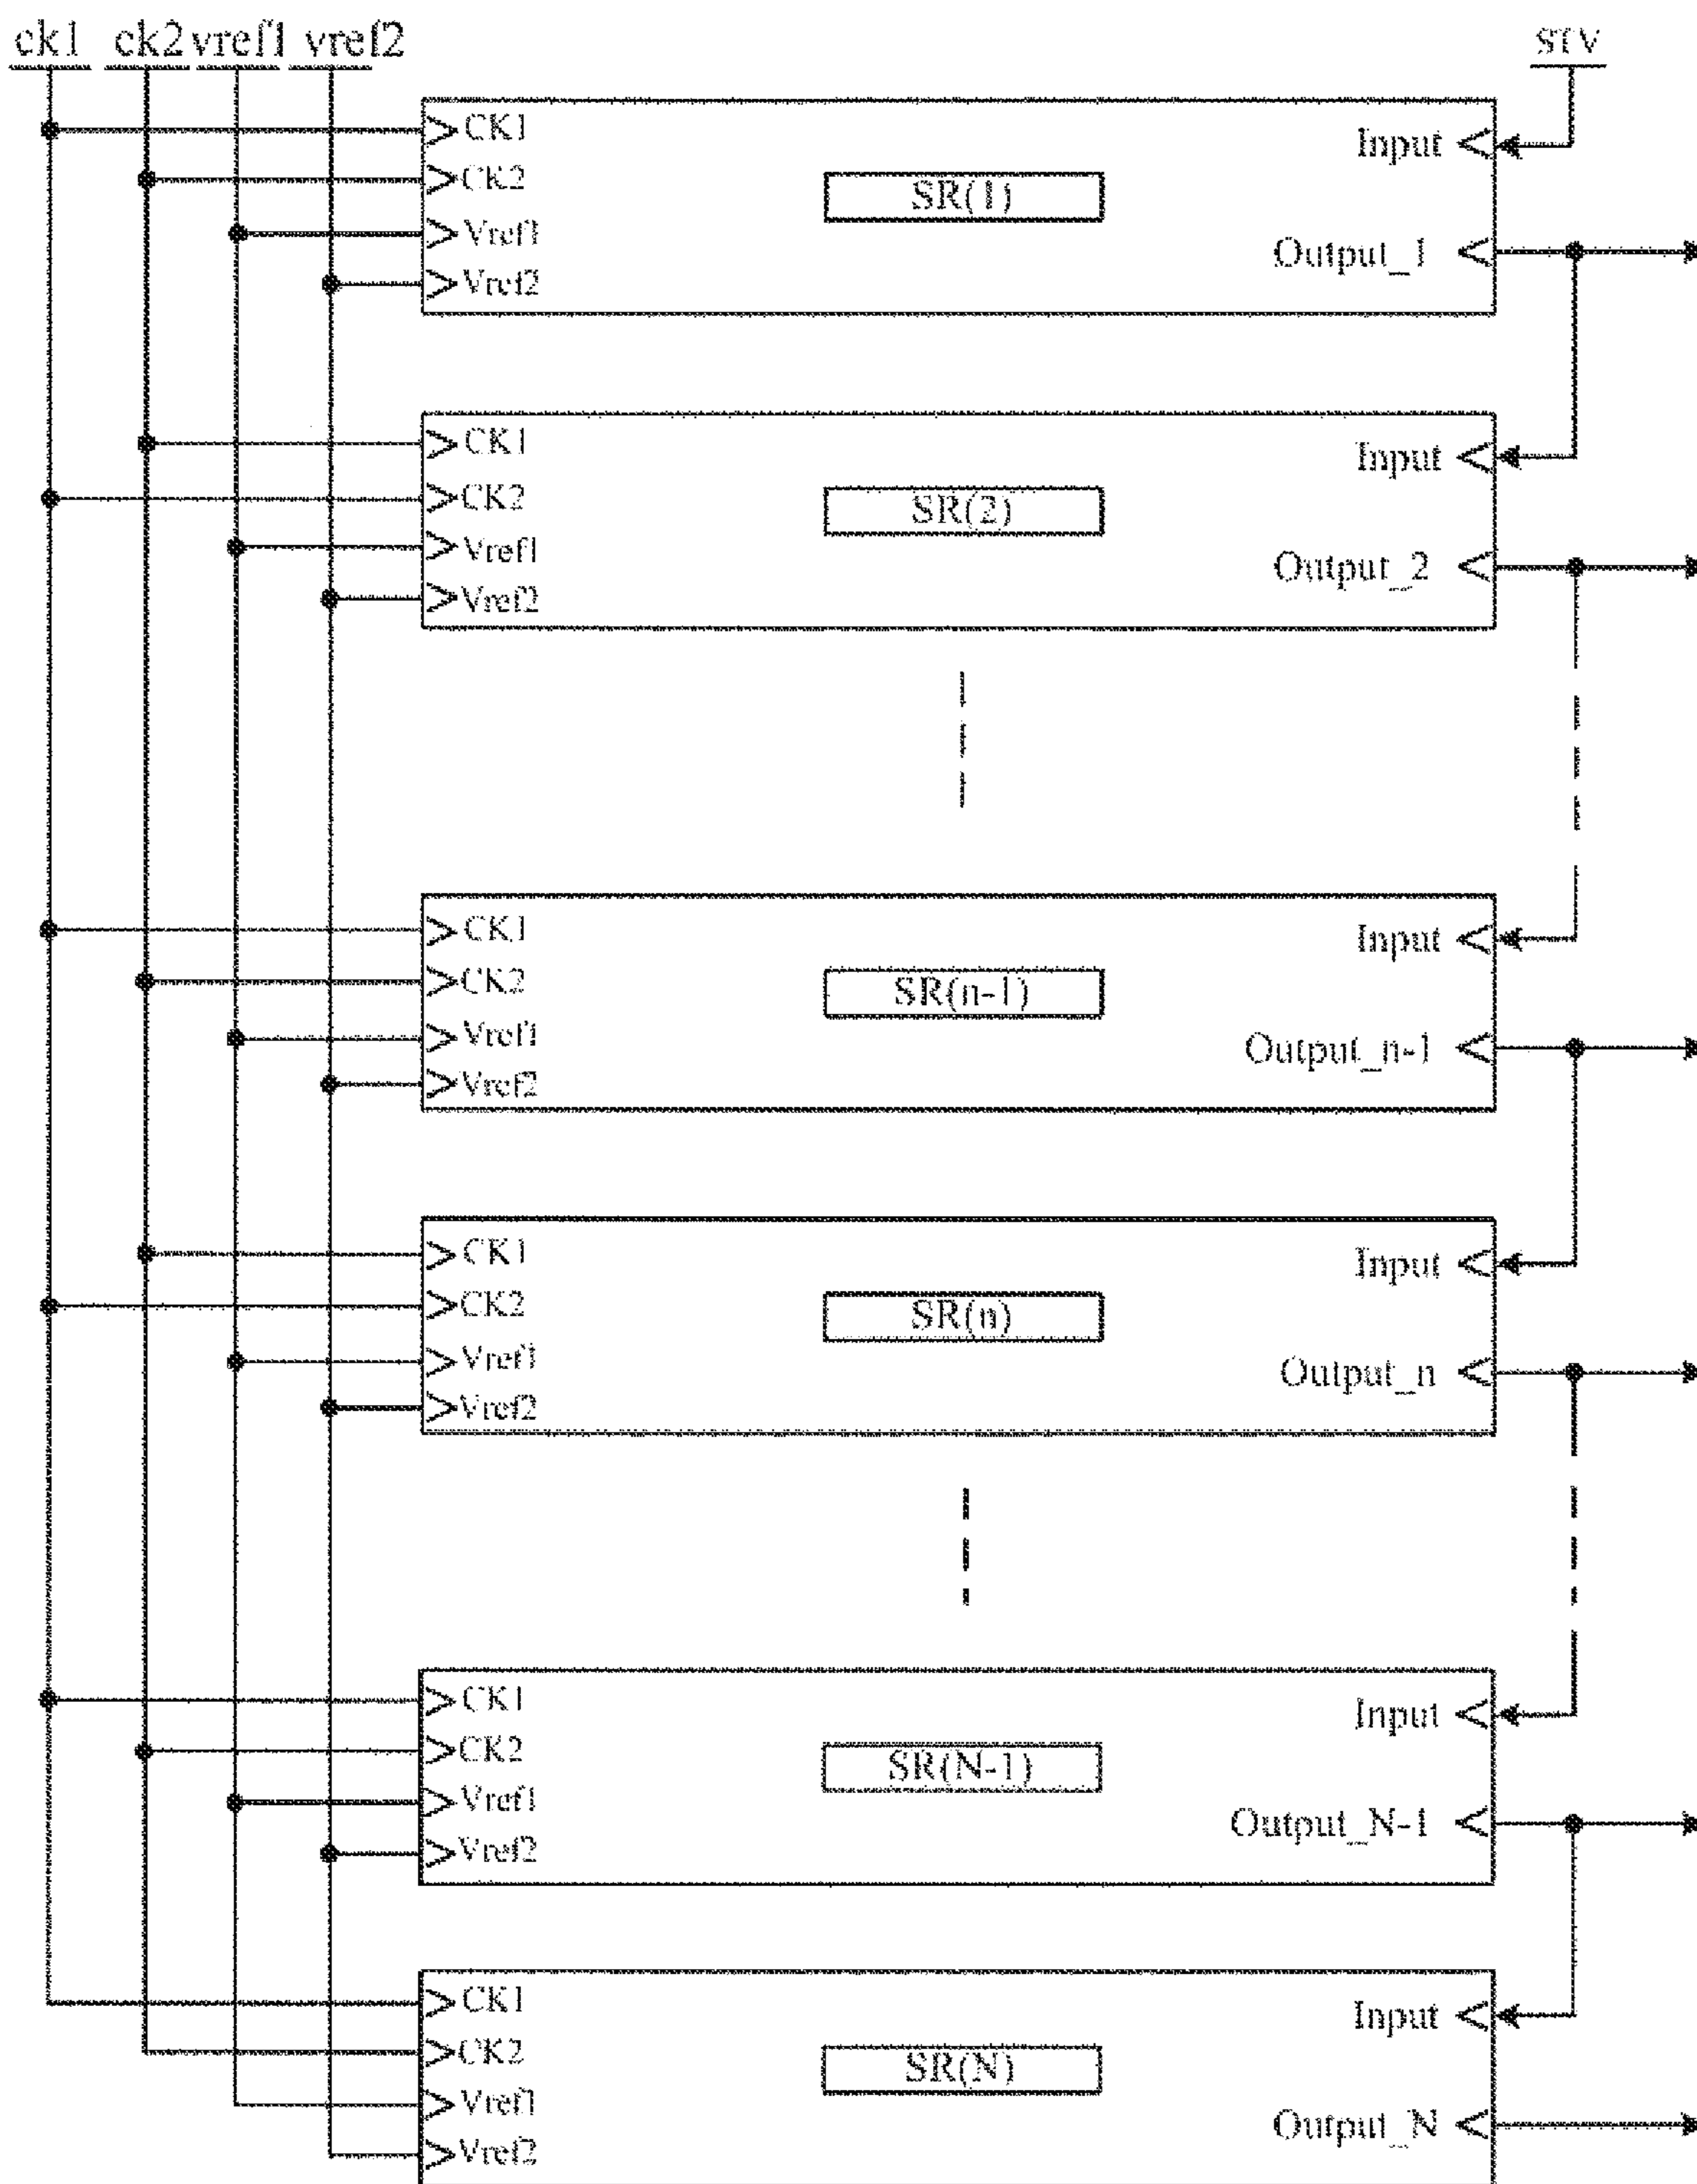 ck1 ck2 vref1 vref2 STV
CK1
CK2
Vref1
Vref2
SR(1)
Input
Output_1
CK1
CK2
Vref1
Vref2
SR(2)
Input
Output_2
CK1
CK2
Vref1
Vref2
SR(n-1)
Input
Output_n-1
CK1
CK2
Vref1
Vref2
SR(n)
Input
Output_n
CK1
CK2
Vref1
Vref2
SR(N-1)
Input
Output_N-1
CK1
CK2
Vref1
Vref2
SR(N)
Input
Output_N